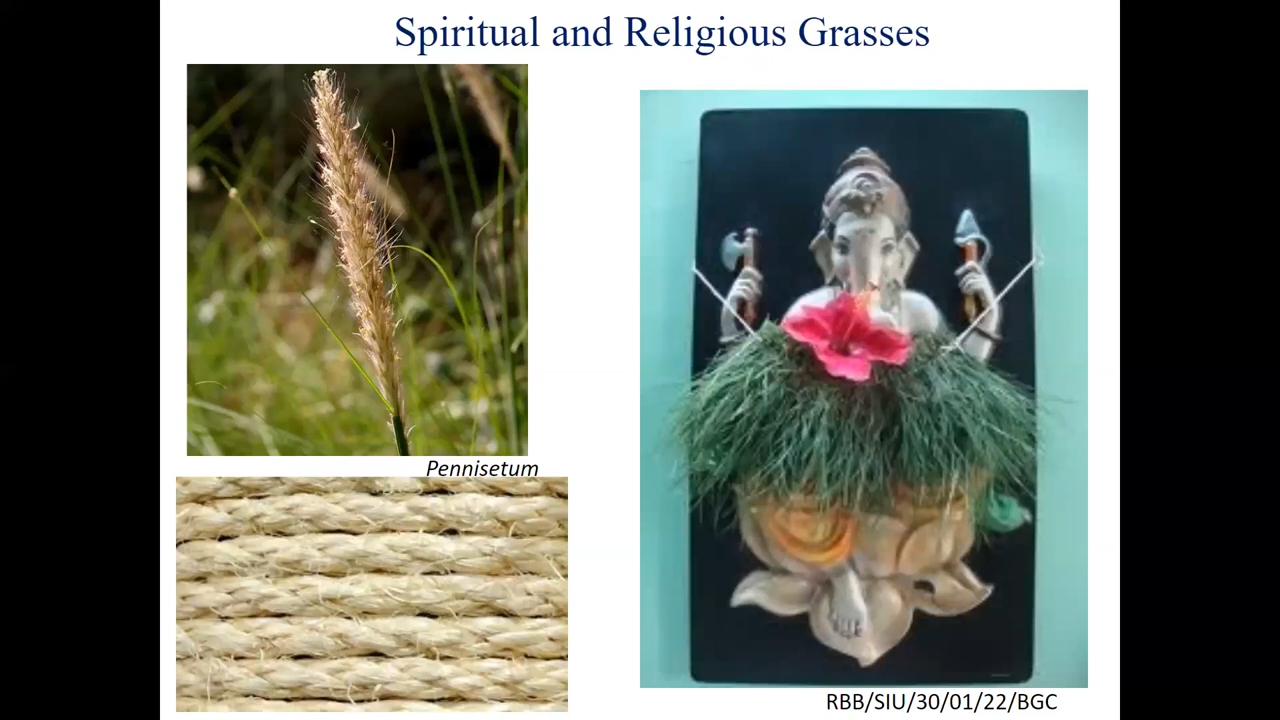 Spiritual and Religious Grasses
Pennisetum
RBB/SIU/30/01/22/BGC